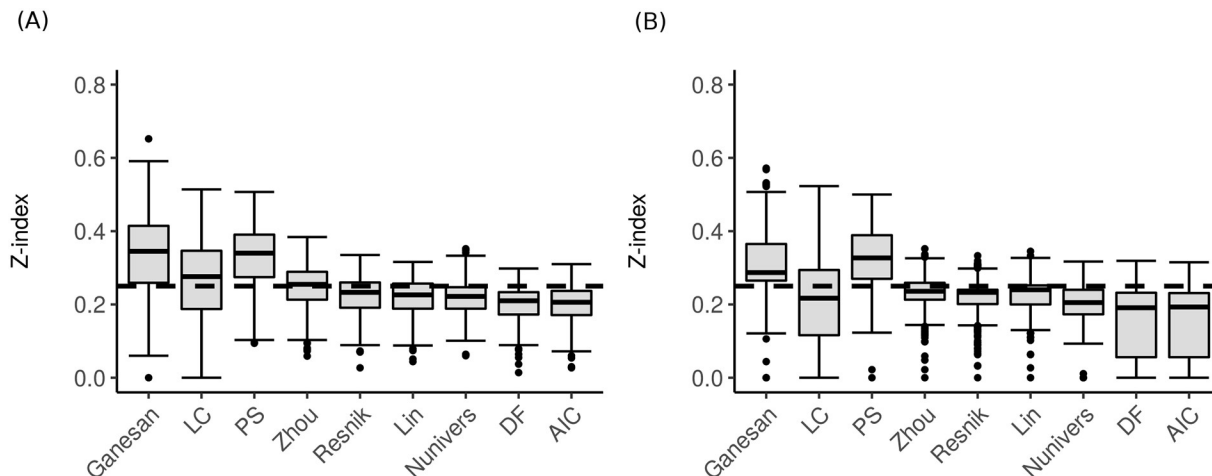 (A)
Z-index
0.8
0.6
0.4
0.2
0.0
Ganesan
LC
PS
Zhou
Resnik
Lin
Nunivers
DF
AIC
(B)
Z-index
0.8
0.6
0.4
0.2
0.0
Ganesan
LC
PS
Zhou
Resnik
Lin
Nunivers
DF
AIC